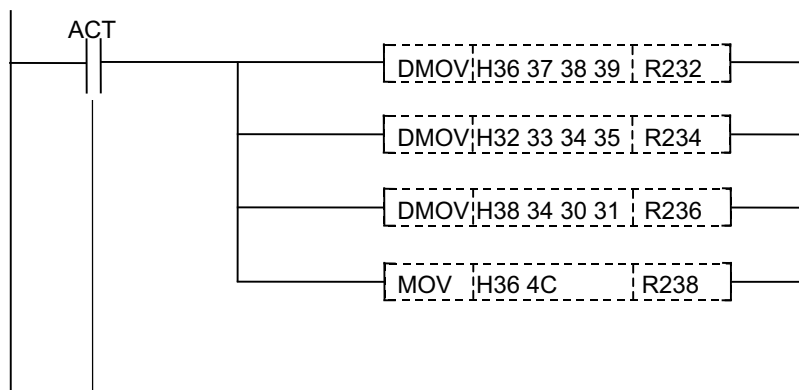 ACT
DMOV H36 37 38 39 R232
DMOV H32 33 34 35 R234
DMOV H38 34 30 31 R236
MOV H36 4C R238